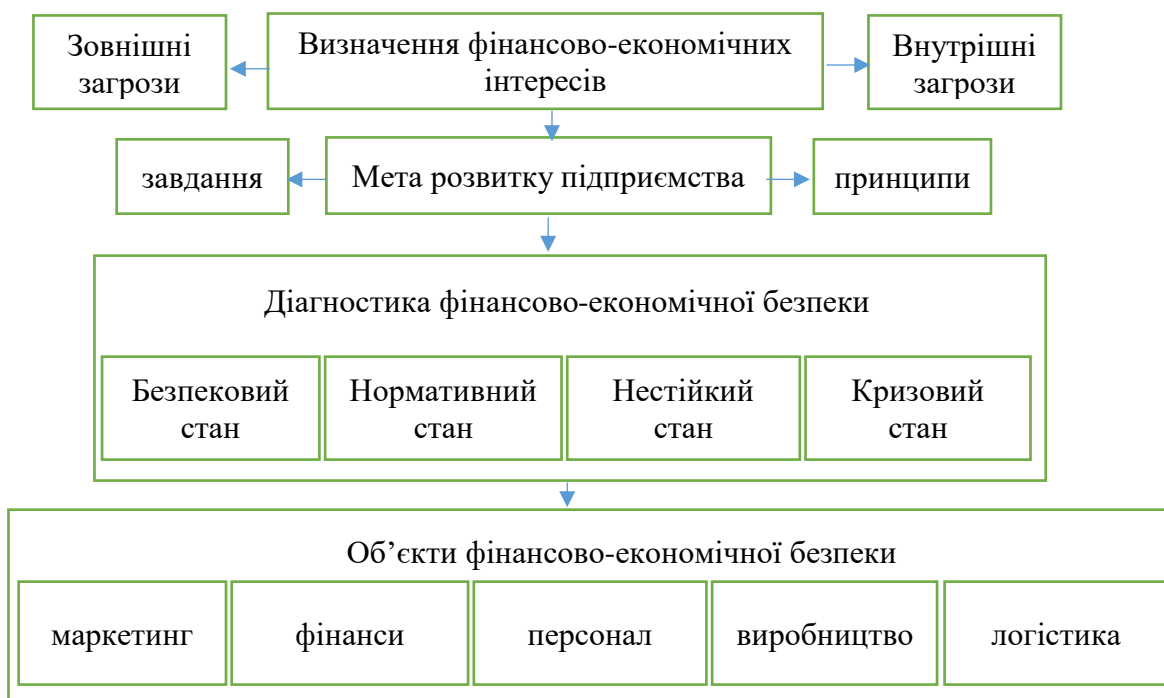 Зовнішні
загрози
Визначення фінансово-економічних
інтересів
Внутрішні
загрози
завдання
Мета розвитку підприємства
принципи
Діагностика фінансово-економічної безпеки
Безпековий
стан
Нормативний
стан
Нестійкий
стан
Кризовий
стан
Об’єкти фінансово-економічної безпеки
маркетинг
фінанси
персонал
виробництво
логістика